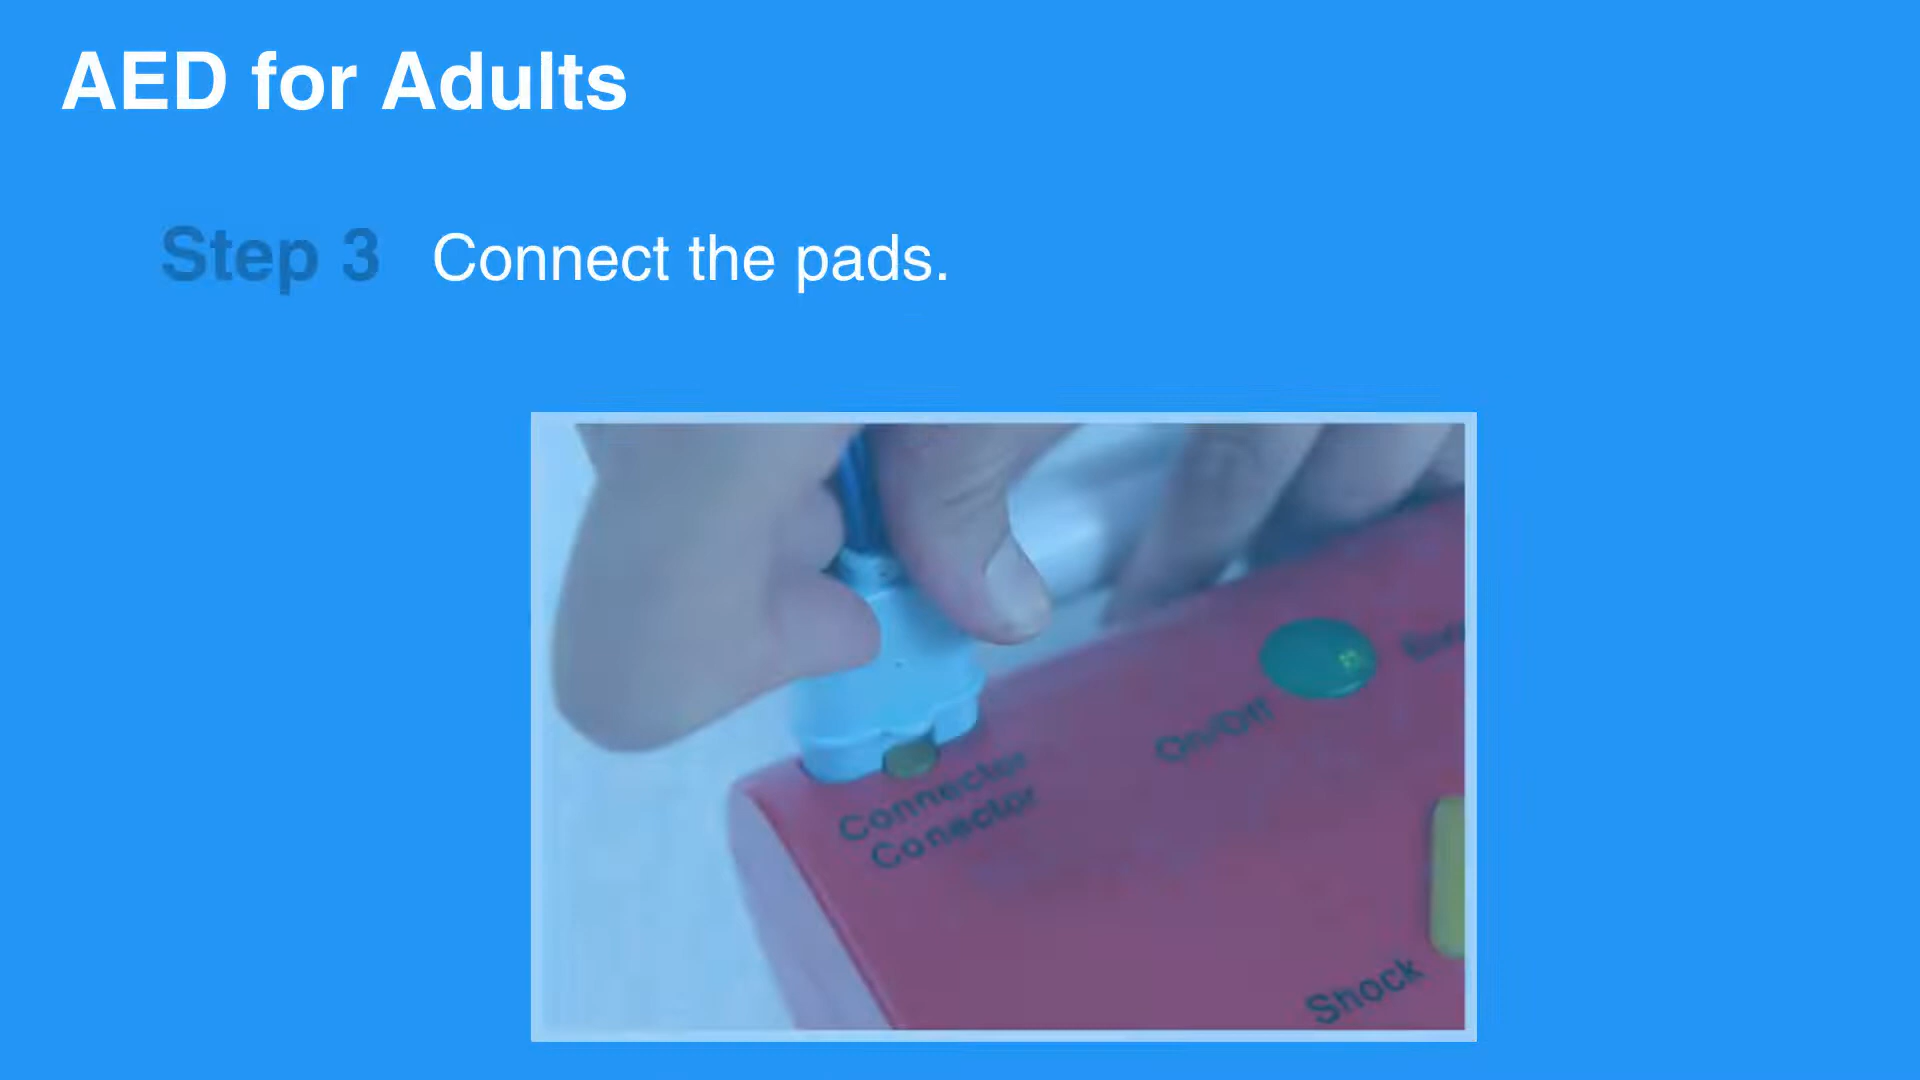 AED for Adults
Step 3 Connect the pads.
On/Off
Connector
Conector
Shock